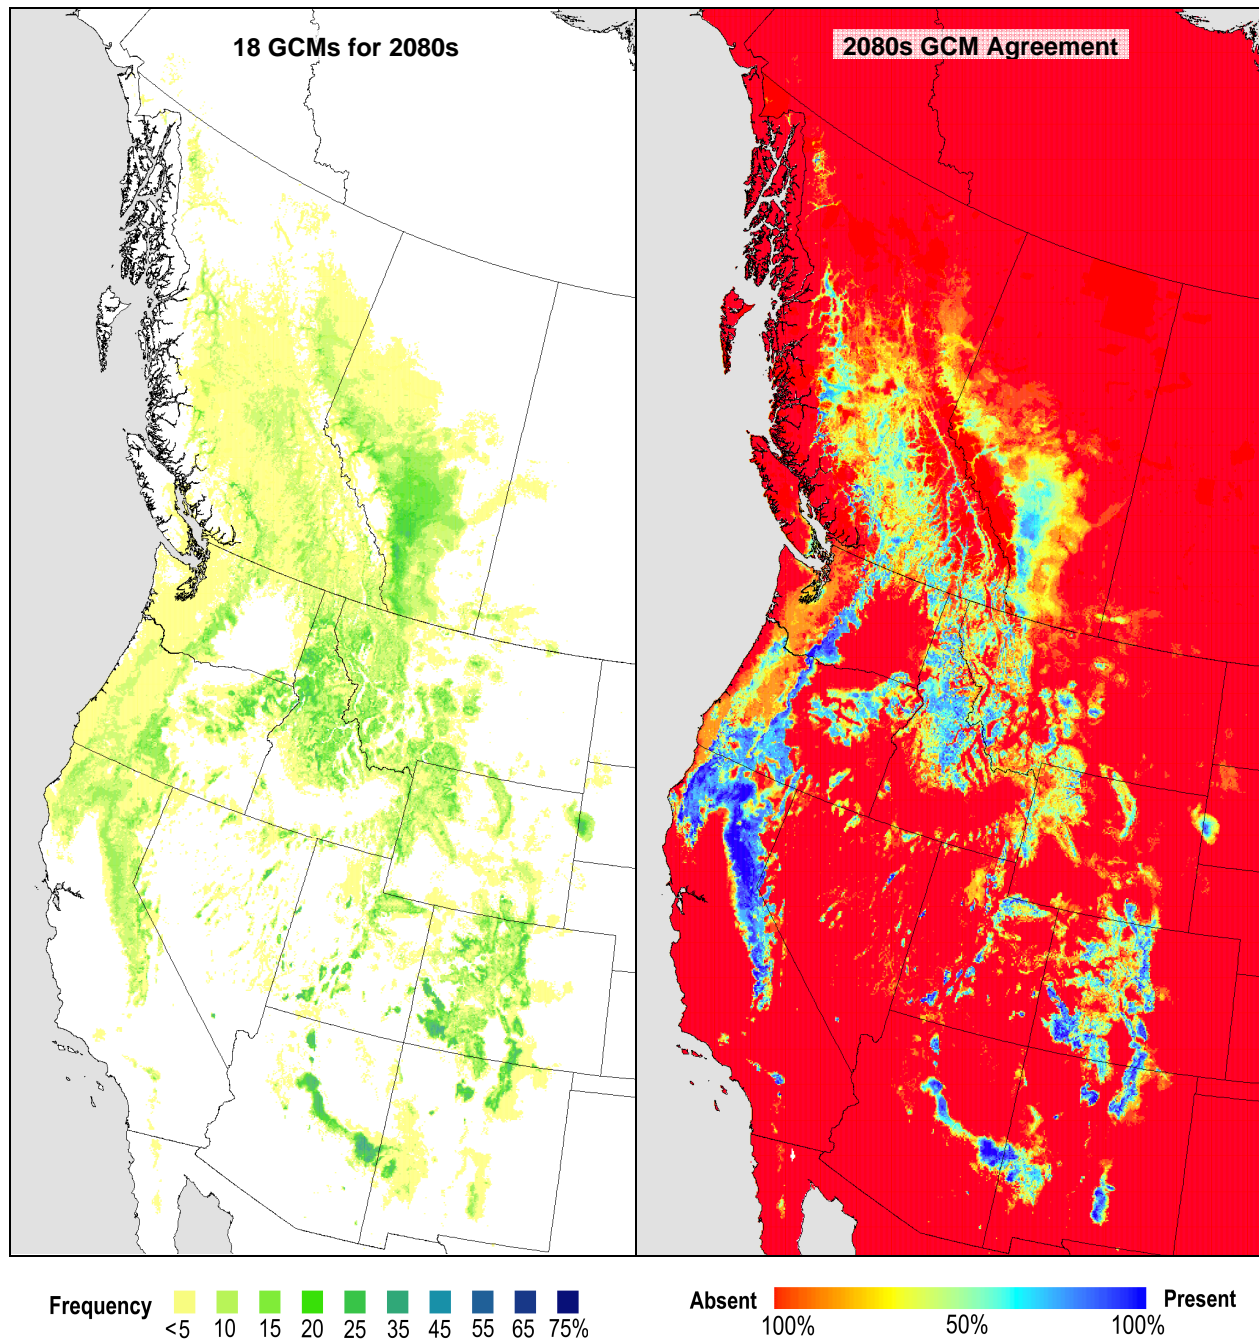 18 GCMs for 2080s
2080s GCM Agreement
Frequency
<5 10 15 20 25 35 45 55 65 75%
Absent Present
100% 50% 100%